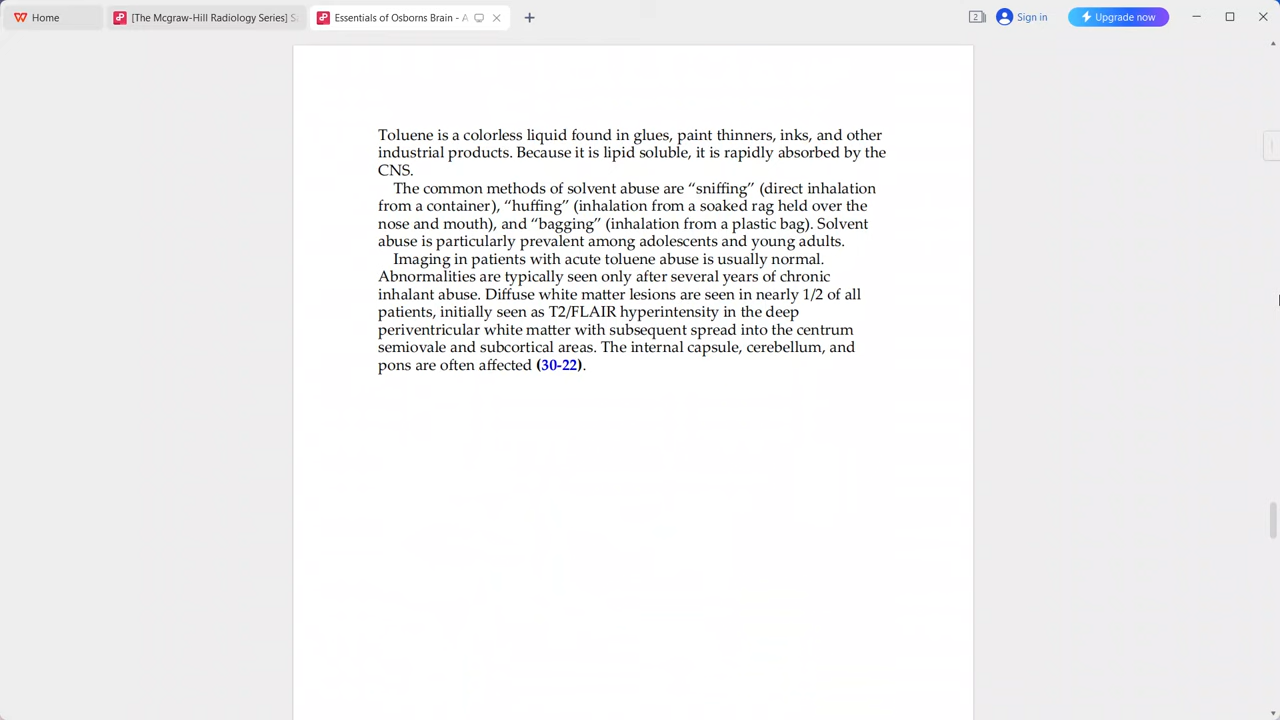 Home
[The Mcgraw-Hill Radiology Series] S
Essentials of Osborns Brain - A
2
Sign in
Upgrade now
Toluene is a colorless liquid found in glues, paint thinners, inks, and other
industrial products. Because it is lipid soluble, it is rapidly absorbed by the
CNS.
The common methods of solvent abuse are “sniffing” (direct inhalation
from a container), “huffing” (inhalation from a soaked rag held over the
nose and mouth), and “bagging” (inhalation from a plastic bag). Solvent
abuse is particularly prevalent among adolescents and young adults.
Imaging in patients with acute toluene abuse is usually normal.
Abnormalities are typically seen only after several years of chronic
inhalant abuse. Diffuse white matter lesions are seen in nearly 1/2 of all
patients, initially seen as T2/FLAIR hyperintensity in the deep
periventricular white matter with subsequent spread into the centrum
semiovale and subcortical areas. The internal capsule, cerebellum, and
pons are often affected (30-22).